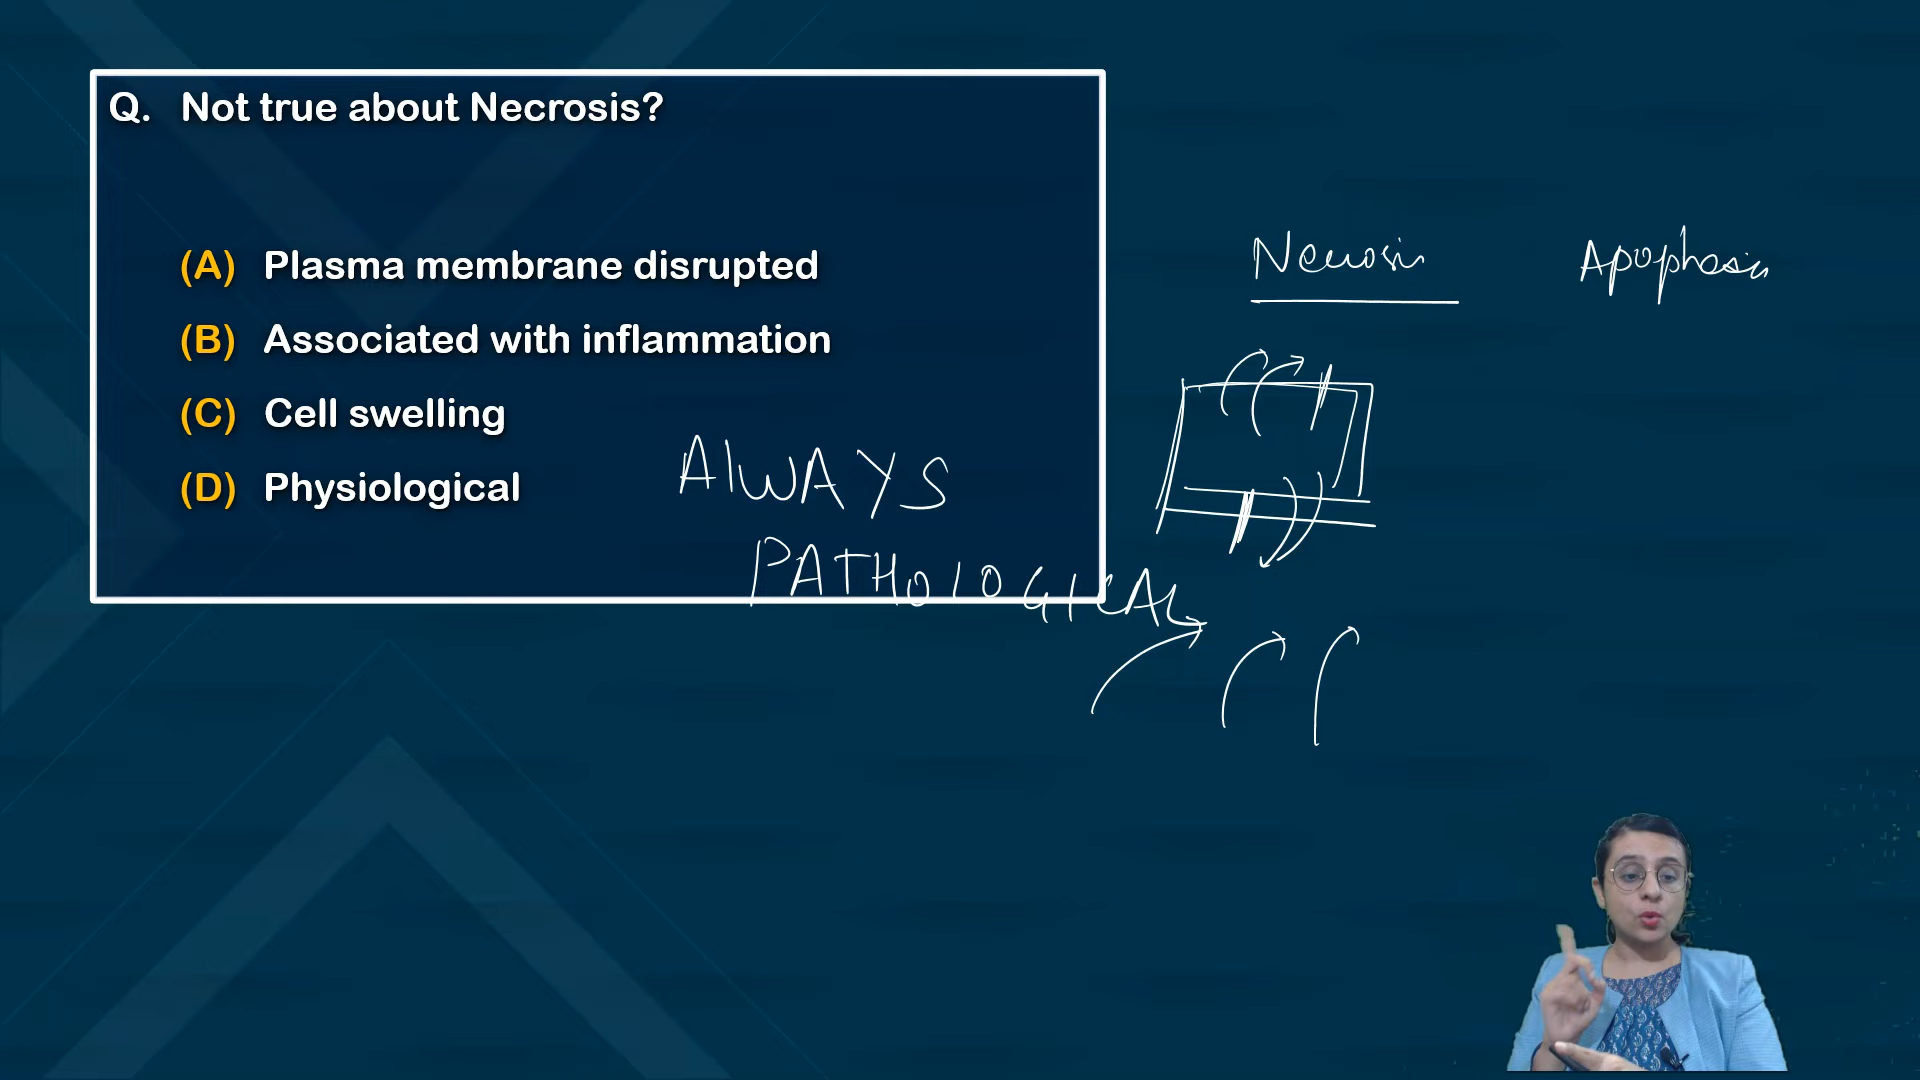 Q. Not true about Necrosis?
(A) Plasma membrane disrupted
(B) Associated with inflammation
(C) Cell swelling
(D) Physiological
ALWAYS
PATHOLOGICAL
Necrosis Apoptosis